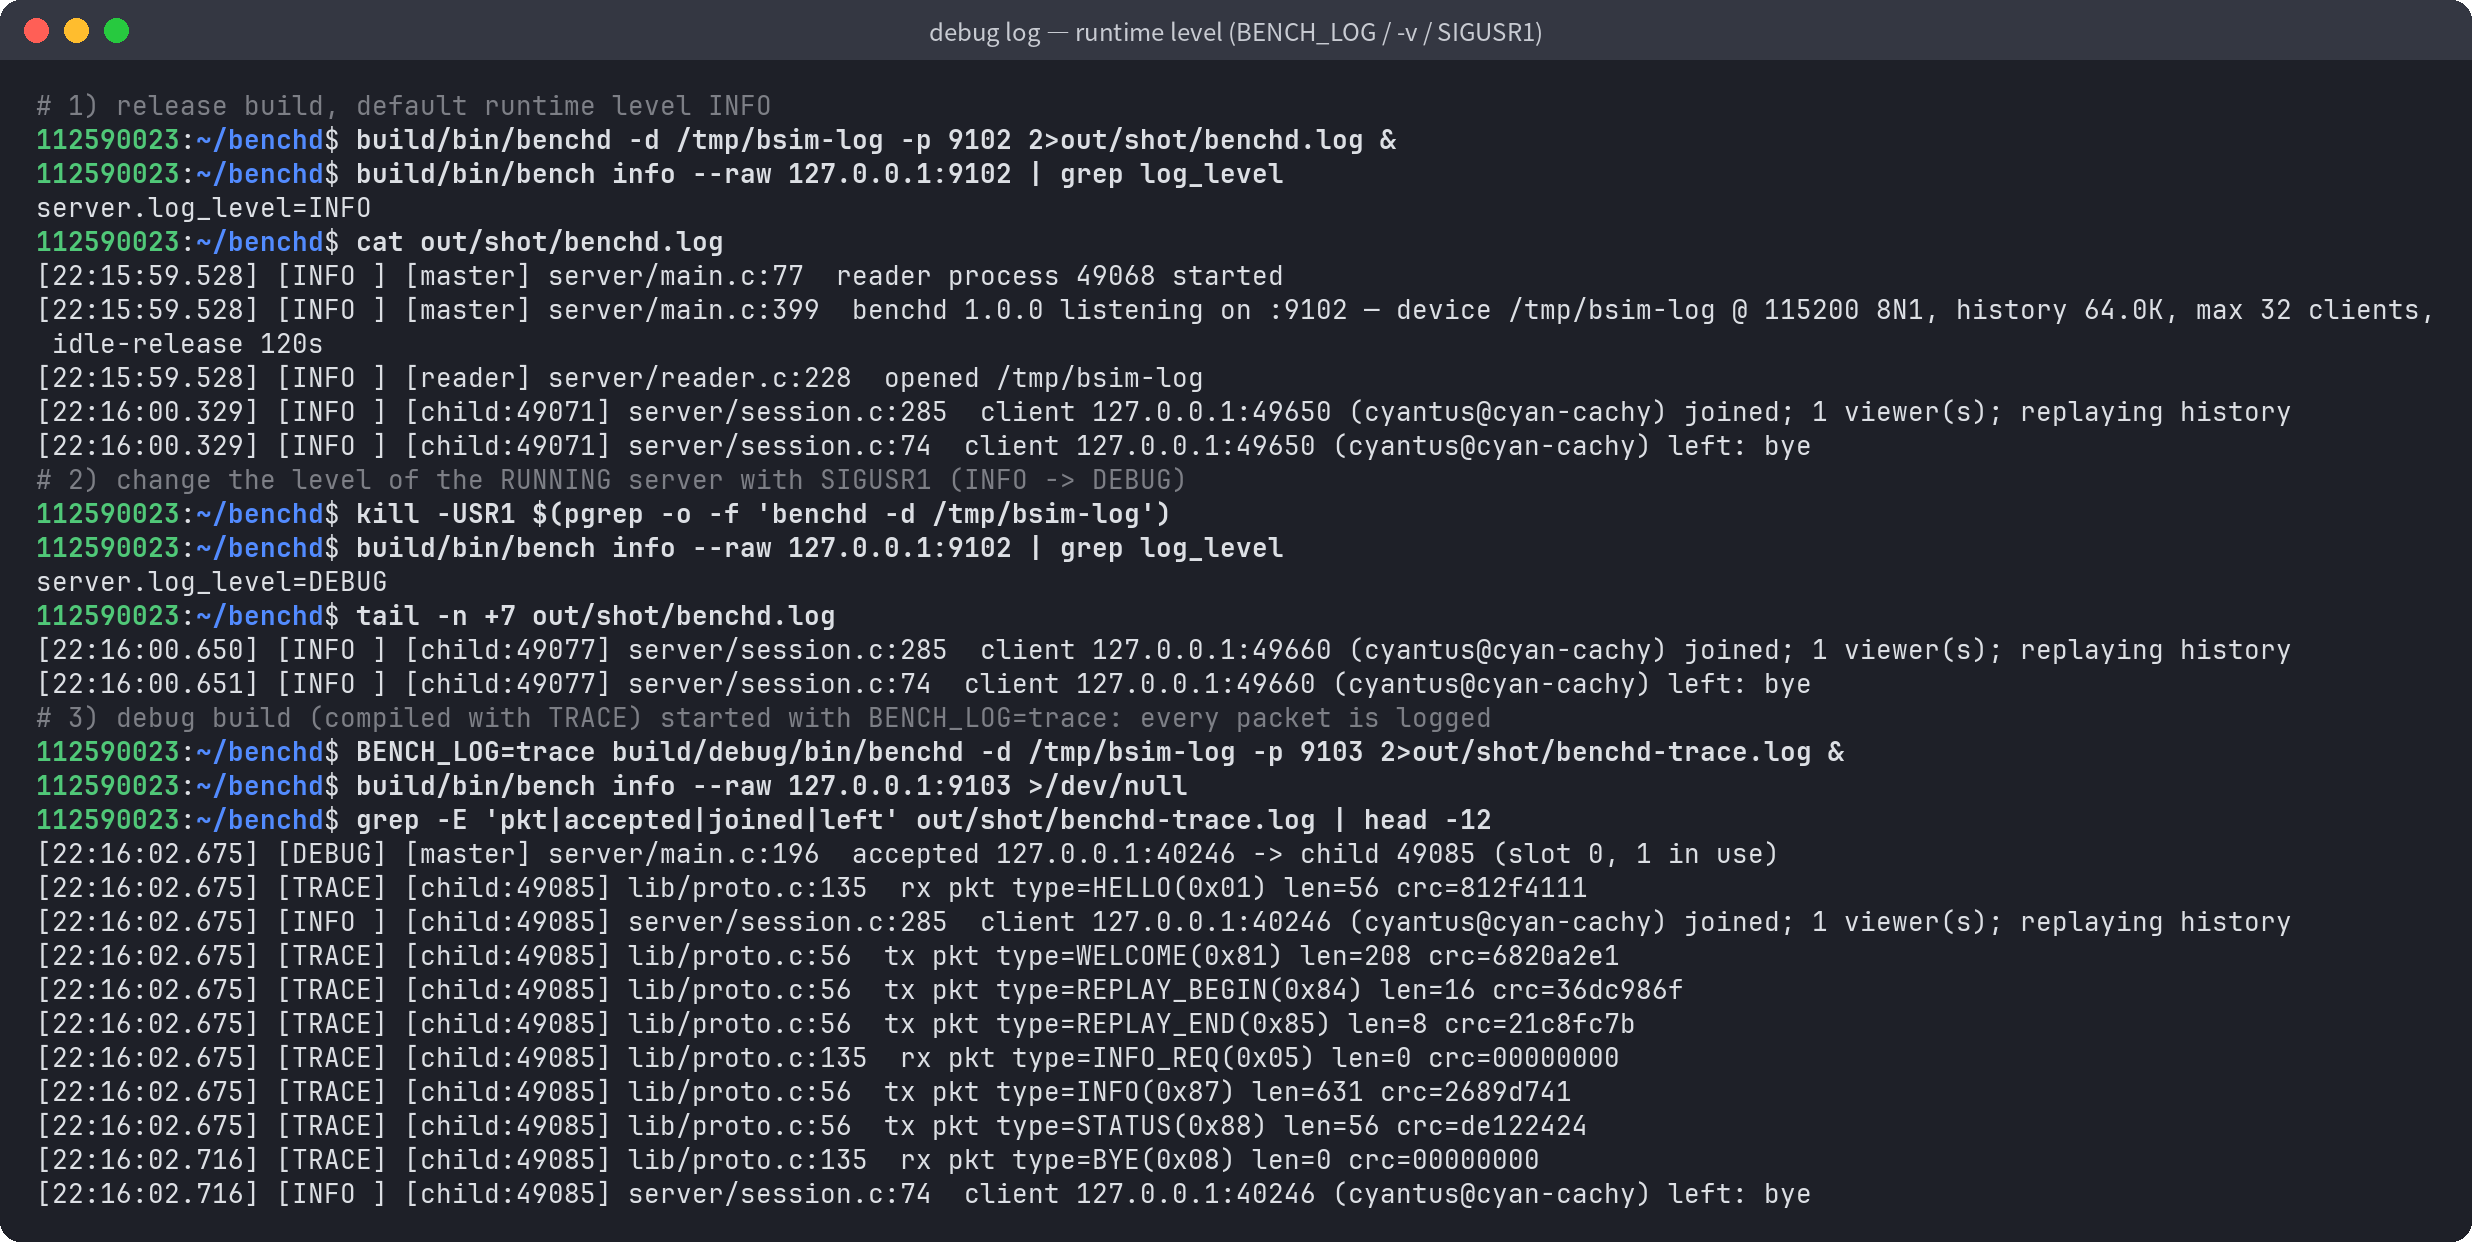 debug log — runtime level (BENCH_LOG / -v / SIGUSR1)
# 1) release build, default runtime level INFO
112590023:~/benchd$ build/bin/benchd -d /tmp/bsim-log -p 9102 2>out/shot/benchd.log &
112590023:~/benchd$ build/bin/bench info --raw 127.0.0.1:9102 | grep log_level
server.log_level=INFO
112590023:~/benchd$ cat out/shot/benchd.log
[22:15:59.528] [INFO ] [master] server/main.c:77  reader process 49068 started
[22:15:59.528] [INFO ] [master] server/main.c:399  benchd 1.0.0 listening on :9102 — device /tmp/bsim-log @ 115200 8N1, history 64.0K, max 32 clients,
 idle-release 120s
[22:15:59.528] [INFO ] [reader] server/reader.c:228  opened /tmp/bsim-log
[22:16:00.329] [INFO ] [child:49071] server/session.c:285  client 127.0.0.1:49650 (cyantus@cyan-cachy) joined; 1 viewer(s); replaying history
[22:16:00.329] [INFO ] [child:49071] server/session.c:74  client 127.0.0.1:49650 (cyantus@cyan-cachy) left: bye
# 2) change the level of the RUNNING server with SIGUSR1 (INFO -> DEBUG)
112590023:~/benchd$ kill -USR1 $(pgrep -o -f 'benchd -d /tmp/bsim-log')
112590023:~/benchd$ build/bin/bench info --raw 127.0.0.1:9102 | grep log_level
server.log_level=DEBUG
112590023:~/benchd$ tail -n +7 out/shot/benchd.log
[22:16:00.650] [INFO ] [child:49077] server/session.c:285  client 127.0.0.1:49660 (cyantus@cyan-cachy) joined; 1 viewer(s); replaying history
[22:16:00.651] [INFO ] [child:49077] server/session.c:74  client 127.0.0.1:49660 (cyantus@cyan-cachy) left: bye
# 3) debug build (compiled with TRACE) started with BENCH_LOG=trace: every packet is logged
112590023:~/benchd$ BENCH_LOG=trace build/debug/bin/benchd -d /tmp/bsim-log -p 9103 2>out/shot/benchd-trace.log &
112590023:~/benchd$ build/bin/bench info --raw 127.0.0.1:9103 >/dev/null
112590023:~/benchd$ grep -E 'pkt|accepted|joined|left' out/shot/benchd-trace.log | head -12
[22:16:02.675] [DEBUG] [master] server/main.c:196  accepted 127.0.0.1:40246 -> child 49085 (slot 0, 1 in use)
[22:16:02.675] [TRACE] [child:49085] lib/proto.c:135  rx pkt type=HELLO(0x01) len=56 crc=812f4111
[22:16:02.675] [INFO ] [child:49085] server/session.c:285  client 127.0.0.1:40246 (cyantus@cyan-cachy) joined; 1 viewer(s); replaying history
[22:16:02.675] [TRACE] [child:49085] lib/proto.c:56  tx pkt type=WELCOME(0x81) len=208 crc=6820a2e1
[22:16:02.675] [TRACE] [child:49085] lib/proto.c:56  tx pkt type=REPLAY_BEGIN(0x84) len=16 crc=36dc986f
[22:16:02.675] [TRACE] [child:49085] lib/proto.c:56  tx pkt type=REPLAY_END(0x85) len=8 crc=21c8fc7b
[22:16:02.675] [TRACE] [child:49085] lib/proto.c:135  rx pkt type=INFO_REQ(0x05) len=0 crc=00000000
[22:16:02.675] [TRACE] [child:49085] lib/proto.c:56  tx pkt type=INFO(0x87) len=631 crc=2689d741
[22:16:02.675] [TRACE] [child:49085] lib/proto.c:56  tx pkt type=STATUS(0x88) len=56 crc=de122424
[22:16:02.716] [TRACE] [child:49085] lib/proto.c:135  rx pkt type=BYE(0x08) len=0 crc=00000000
[22:16:02.716] [INFO ] [child:49085] server/session.c:74  client 127.0.0.1:40246 (cyantus@cyan-cachy) left: bye